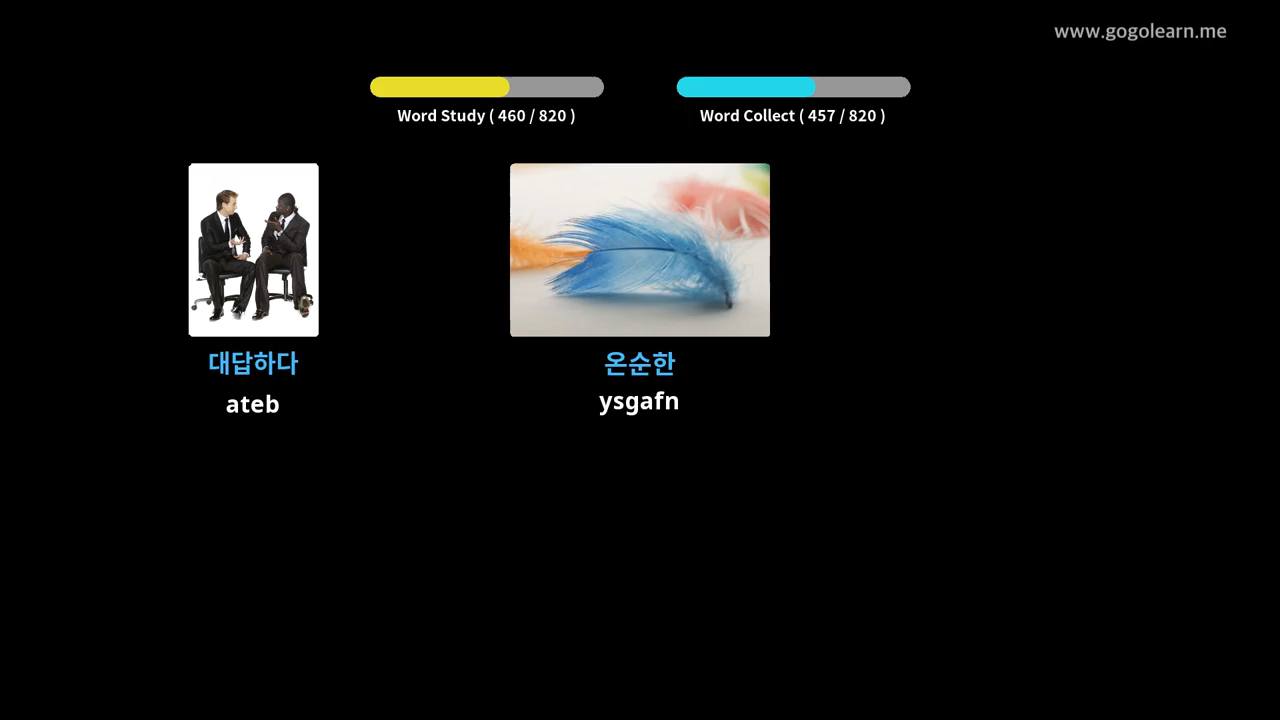 www.gogolearn.me
Word Study ( 460 / 820 )
Word Collect ( 457 / 820 )
대답하다
ateb
온순한
ysgafn